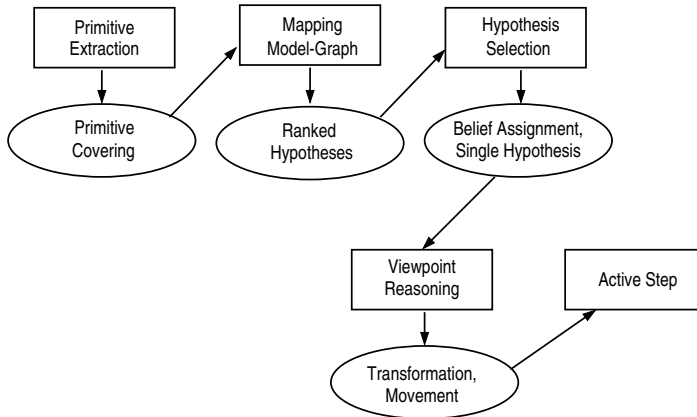 Primitive
Extraction
Mapping
Model-Graph
Hypothesis
Selection
Primitive
Covering
Ranked
Hypotheses
Belief Assignment,
Single Hypothesis
Viewpoint
Reasoning
Active Step
Transformation,
Movement